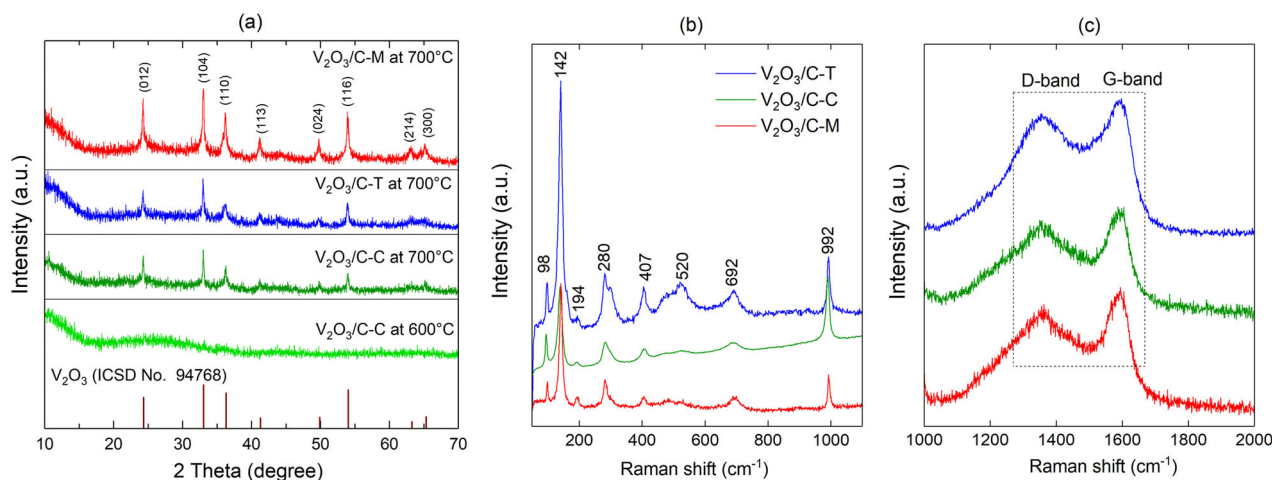 (a)
V₂O₃/C-M at 700°C
(012)
(104)
(110)
(113)
(024)
(116)
(214)
(300)
V₂O₃/C-T at 700°C
V₂O₃/C-C at 700°C
V₂O₃/C-C at 600°C
V₂O₃ (ICSD No. 94768)
10 20 30 40 50 60 70
2 Theta (degree)
Intensity (a.u.)
(b)
V₂O₃/C-T
V₂O₃/C-C
V₂O₃/C-M
98
142
194
280
407
520
692
992
200 400 600 800 1000
Raman shift (cm⁻¹)
Intensity (a.u.)
(c)
D-band G-band
1000 1200 1400 1600 1800 2000
Raman shift (cm⁻¹)
Intensity (a.u.)